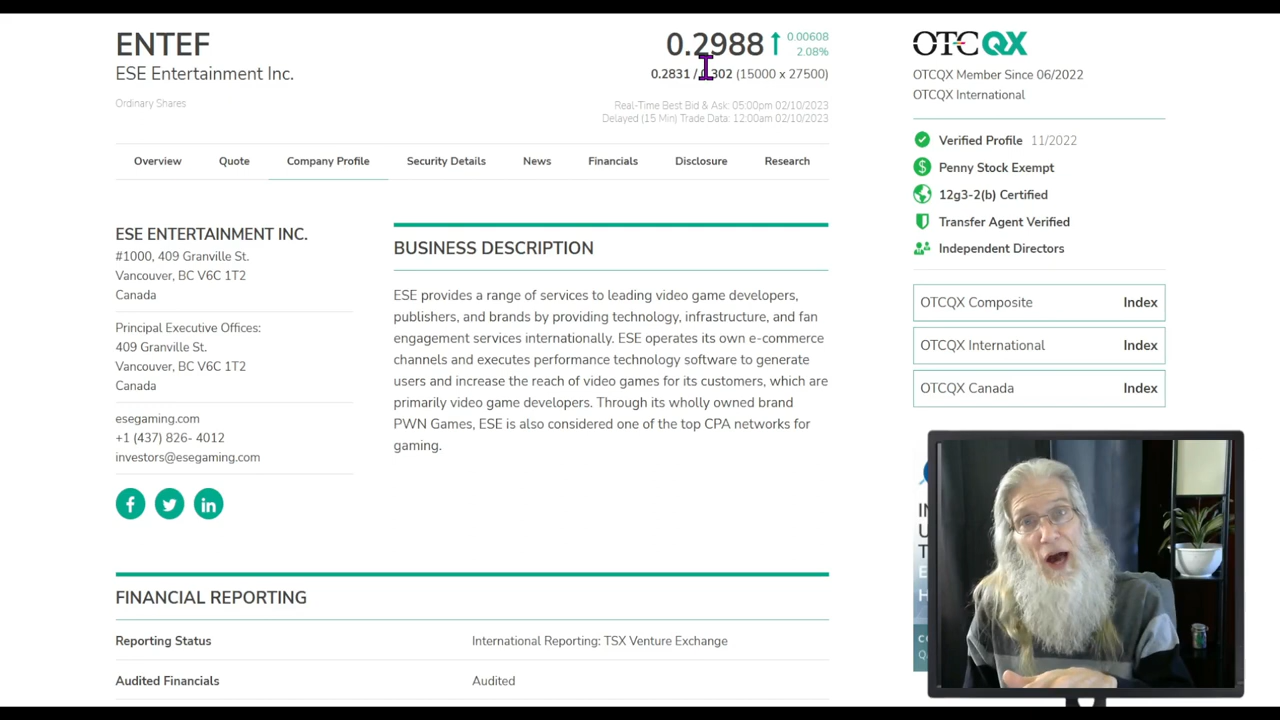 ENTEF
ESE Entertainment Inc.
Ordinary Shares
0.2988
0.00608
2.08%
0.2831 / 0.302 (15000 x 27500)
Real-Time Best Bid & Ask: 05:00pm 02/10/2023
Delayed (15 Min) Trade Data: 12:00am 02/10/2023
OTCQX
OTCQX Member Since 06/2022
OTCQX International
Verified Profile 11/2022
Penny Stock Exempt
12g3-2(b) Certified
Transfer Agent Verified
Independent Directors
OTCQX Composite Index
OTCQX International Index
OTCQX Canada Index
Overview Quote Company Profile Security Details News Financials Disclosure Research
ESE ENTERTAINMENT INC.
#1000, 409 Granville St.
Vancouver, BC V6C 1T2
Canada
Principal Executive Offices:
409 Granville St.
Vancouver, BC V6C 1T2
Canada
esegaming.com
+1 (437) 826- 4012
investors@esegaming.com
BUSINESS DESCRIPTION
ESE provides a range of services to leading video game developers,
publishers, and brands by providing technology, infrastructure, and fan
engagement services internationally. ESE operates its own e-commerce
channels and executes performance technology software to generate
users and increase the reach of video games for its customers, which are
primarily video game developers. Through its wholly owned brand
PWN Games, ESE is also considered one of the top CPA networks for
gaming.
FINANCIAL REPORTING
Reporting Status International Reporting: TSX Venture Exchange
Audited Financials Audited